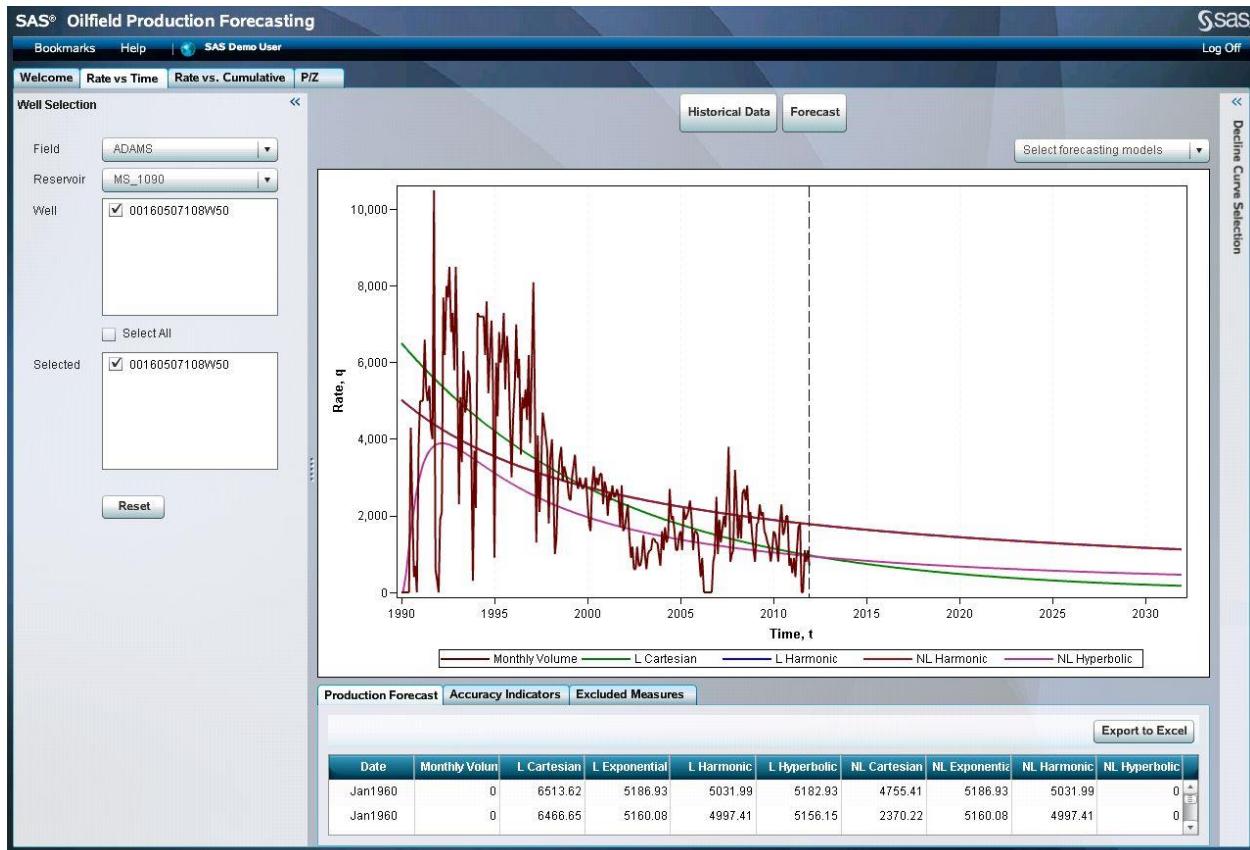 SAS® Oilfield Production Forecasting
sas
Bookmarks Help SAS Demo User Log Off
Welcome Rate vs Time Rate vs. Cumulative P/Z
Well Selection
Field ADAMS
Reservoir MS_1090
Well 00160507108W50
Select All
Selected 00160507108W50
Reset
Historical Data Forecast
Select forecasting models
Decline Curve Selection
10,000
8,000
6,000
4,000
2,000
0
Rate, q
1990 1995 2000 2005 2010 2015 2020 2025 2030
Time, t
Monthly Volume L Cartesian L Harmonic NL Harmonic NL Hyperbolic
Production Forecast Accuracy Indicators Excluded Measures
Export to Excel
Date Monthly Volun L Cartesian L Exponential L Harmonic L Hyperbolic NL Cartesian NL Exponentia NL Harmonic NL Hyperbolic
Jan1960 0 6513.62 5186.93 5031.99 5182.93 4755.41 5186.93 5031.99 0
Jan1960 0 6466.65 5160.08 4997.41 5156.15 2370.22 5160.08 4997.41 0